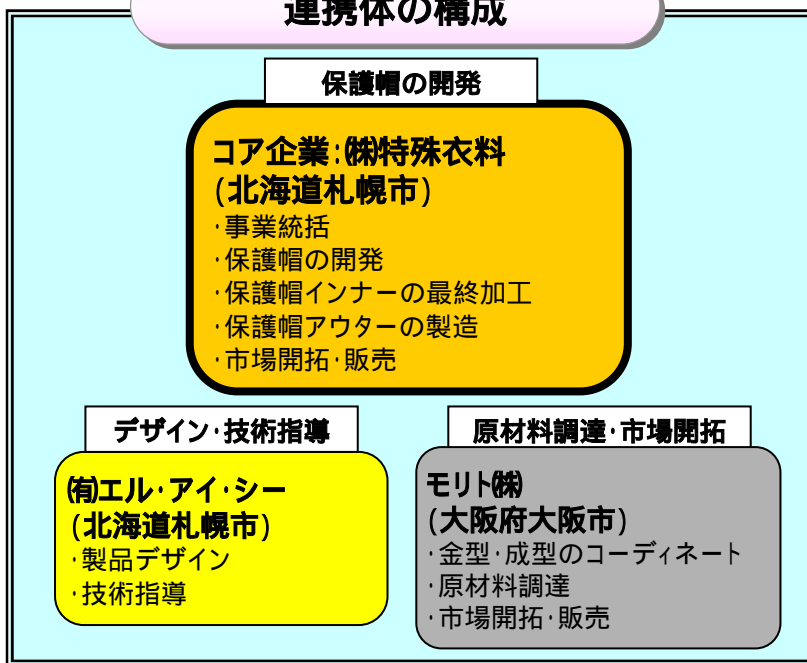 連携体の構成
保護帽の開発
コア企業:㈱特殊衣料
(北海道札幌市)
･事業統括
･保護帽の開発
･保護帽インナーの最終加工
･保護帽アウターの製造
･市場開拓･販売
デザイン･技術指導
㈲エル･アイ･シー
(北海道札幌市)
･製品デザイン
･技術指導
原材料調達･市場開拓
モリト㈱
(大阪府大阪市)
･金型･成型のコーディネート
･原材料調達
･市場開拓･販売